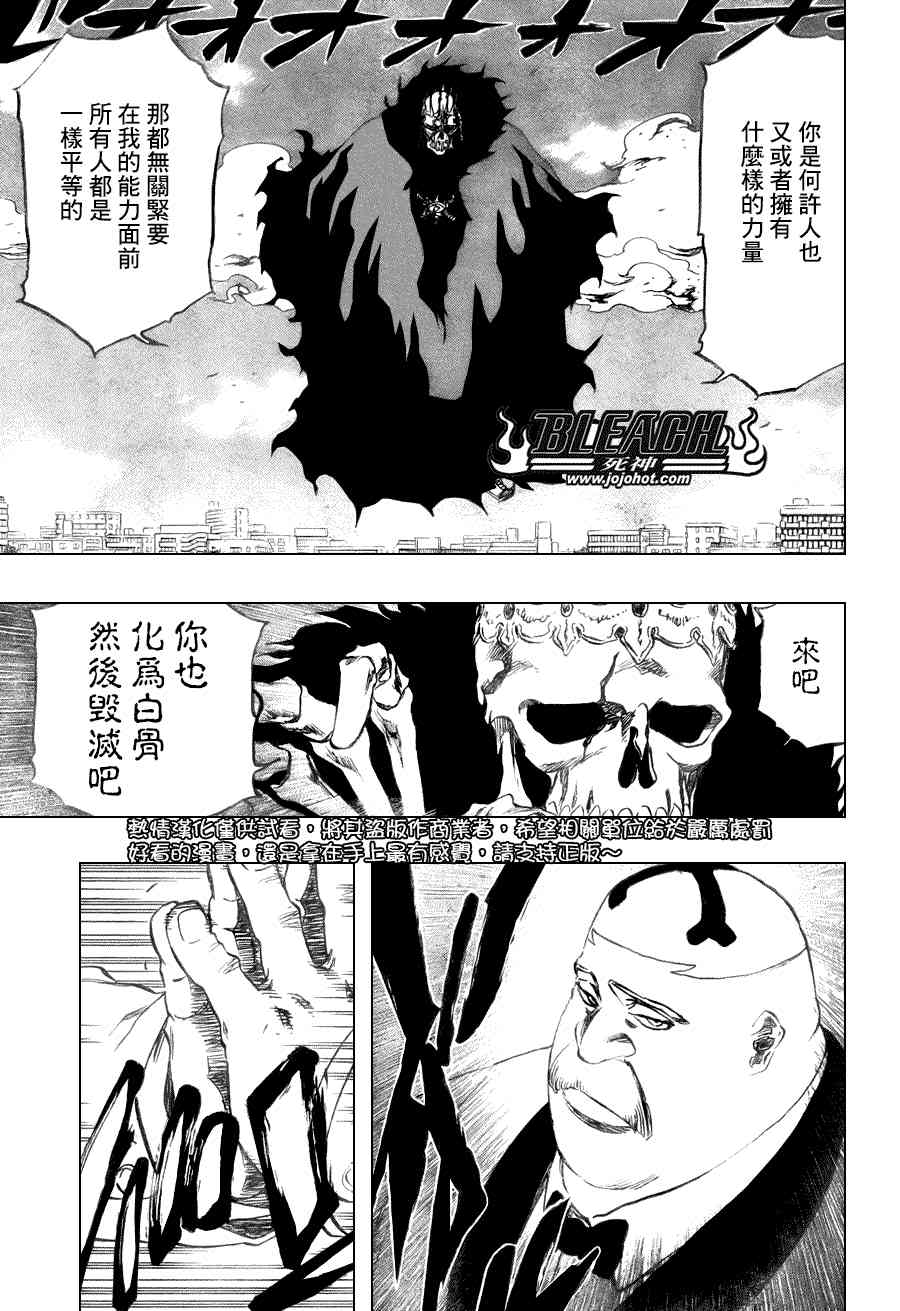 你是何許人也
又或者擁有
什麼樣的力量
那都無關緊要
在我的能力面前
所有人都是
一樣平等的
BLEACH
死神
www.jojohot.com
來吧
你也
化爲白骨
然後毀滅吧
熱情漢化僅供試看，將其盜版作商業者，希望相關單位給於嚴厲處罰
好看的漫畫，還是拿在手上最有感覺，請支持正版～